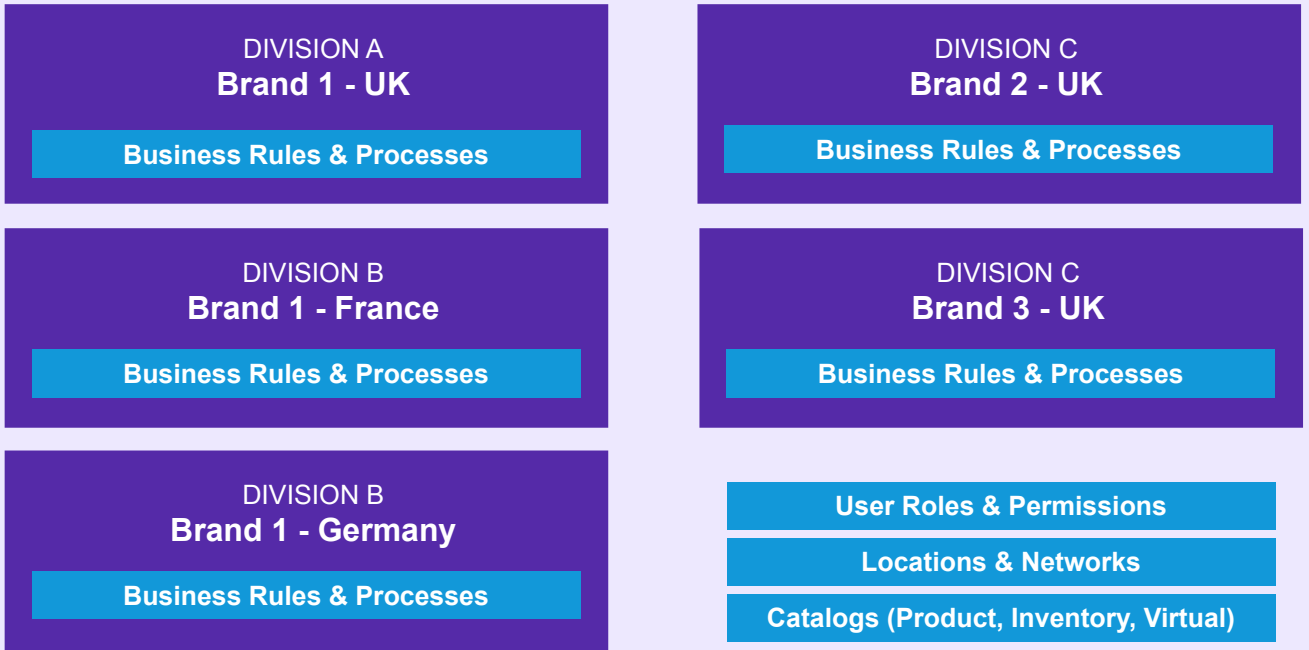 DIVISION A
Brand 1 - UK
Business Rules & Processes
DIVISION C
Brand 2 - UK
Business Rules & Processes
DIVISION B
Brand 1 - France
Business Rules & Processes
DIVISION C
Brand 3 - UK
Business Rules & Processes
DIVISION B
Brand 1 - Germany
Business Rules & Processes
User Roles & Permissions
Locations & Networks
Catalogs (Product, Inventory, Virtual)